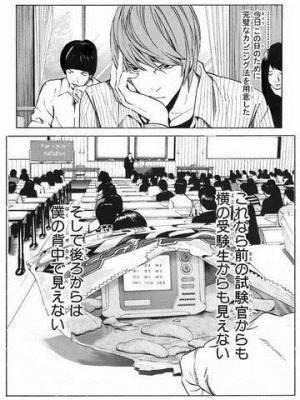 今日この日のために
完璧なカンニング法を用意した
これなら前の試験官からも
横の受験生からも見えない
そして後ろからは
僕の背中で見えない